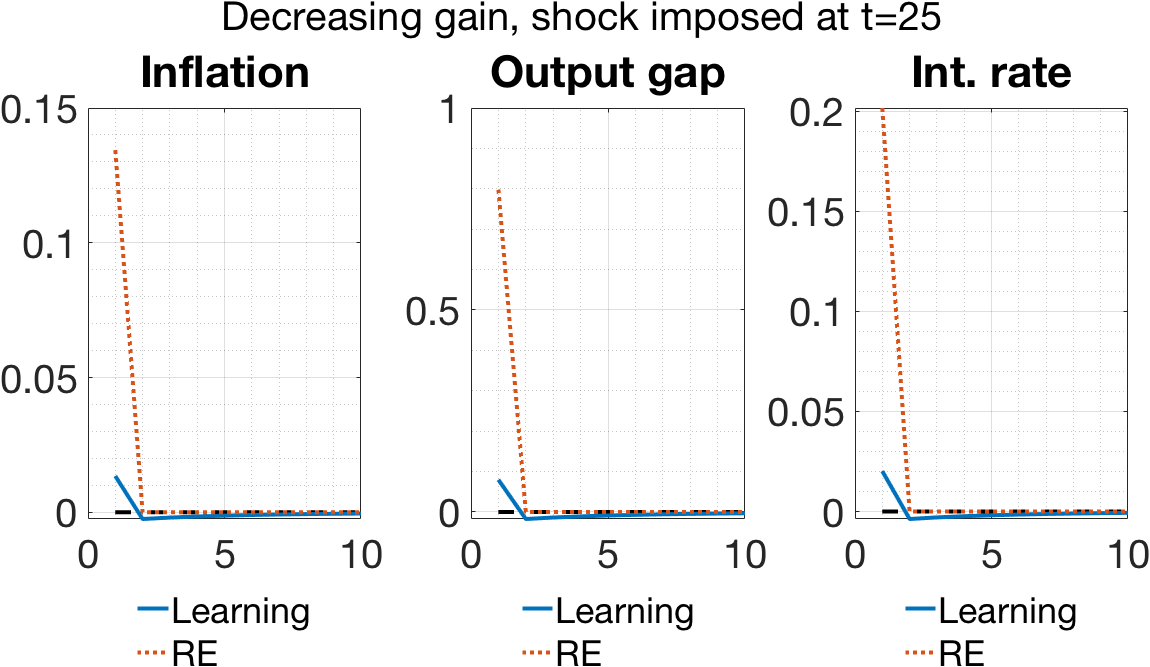 Decreasing gain, shock imposed at t=25
Inflation
0.15
0.1
0.05
0
0 5 10
Learning
RE
Output gap
1
0.5
0
0 5 10
Learning
RE
Int. rate
0.2
0.15
0.1
0.05
0
0 5 10
Learning
RE